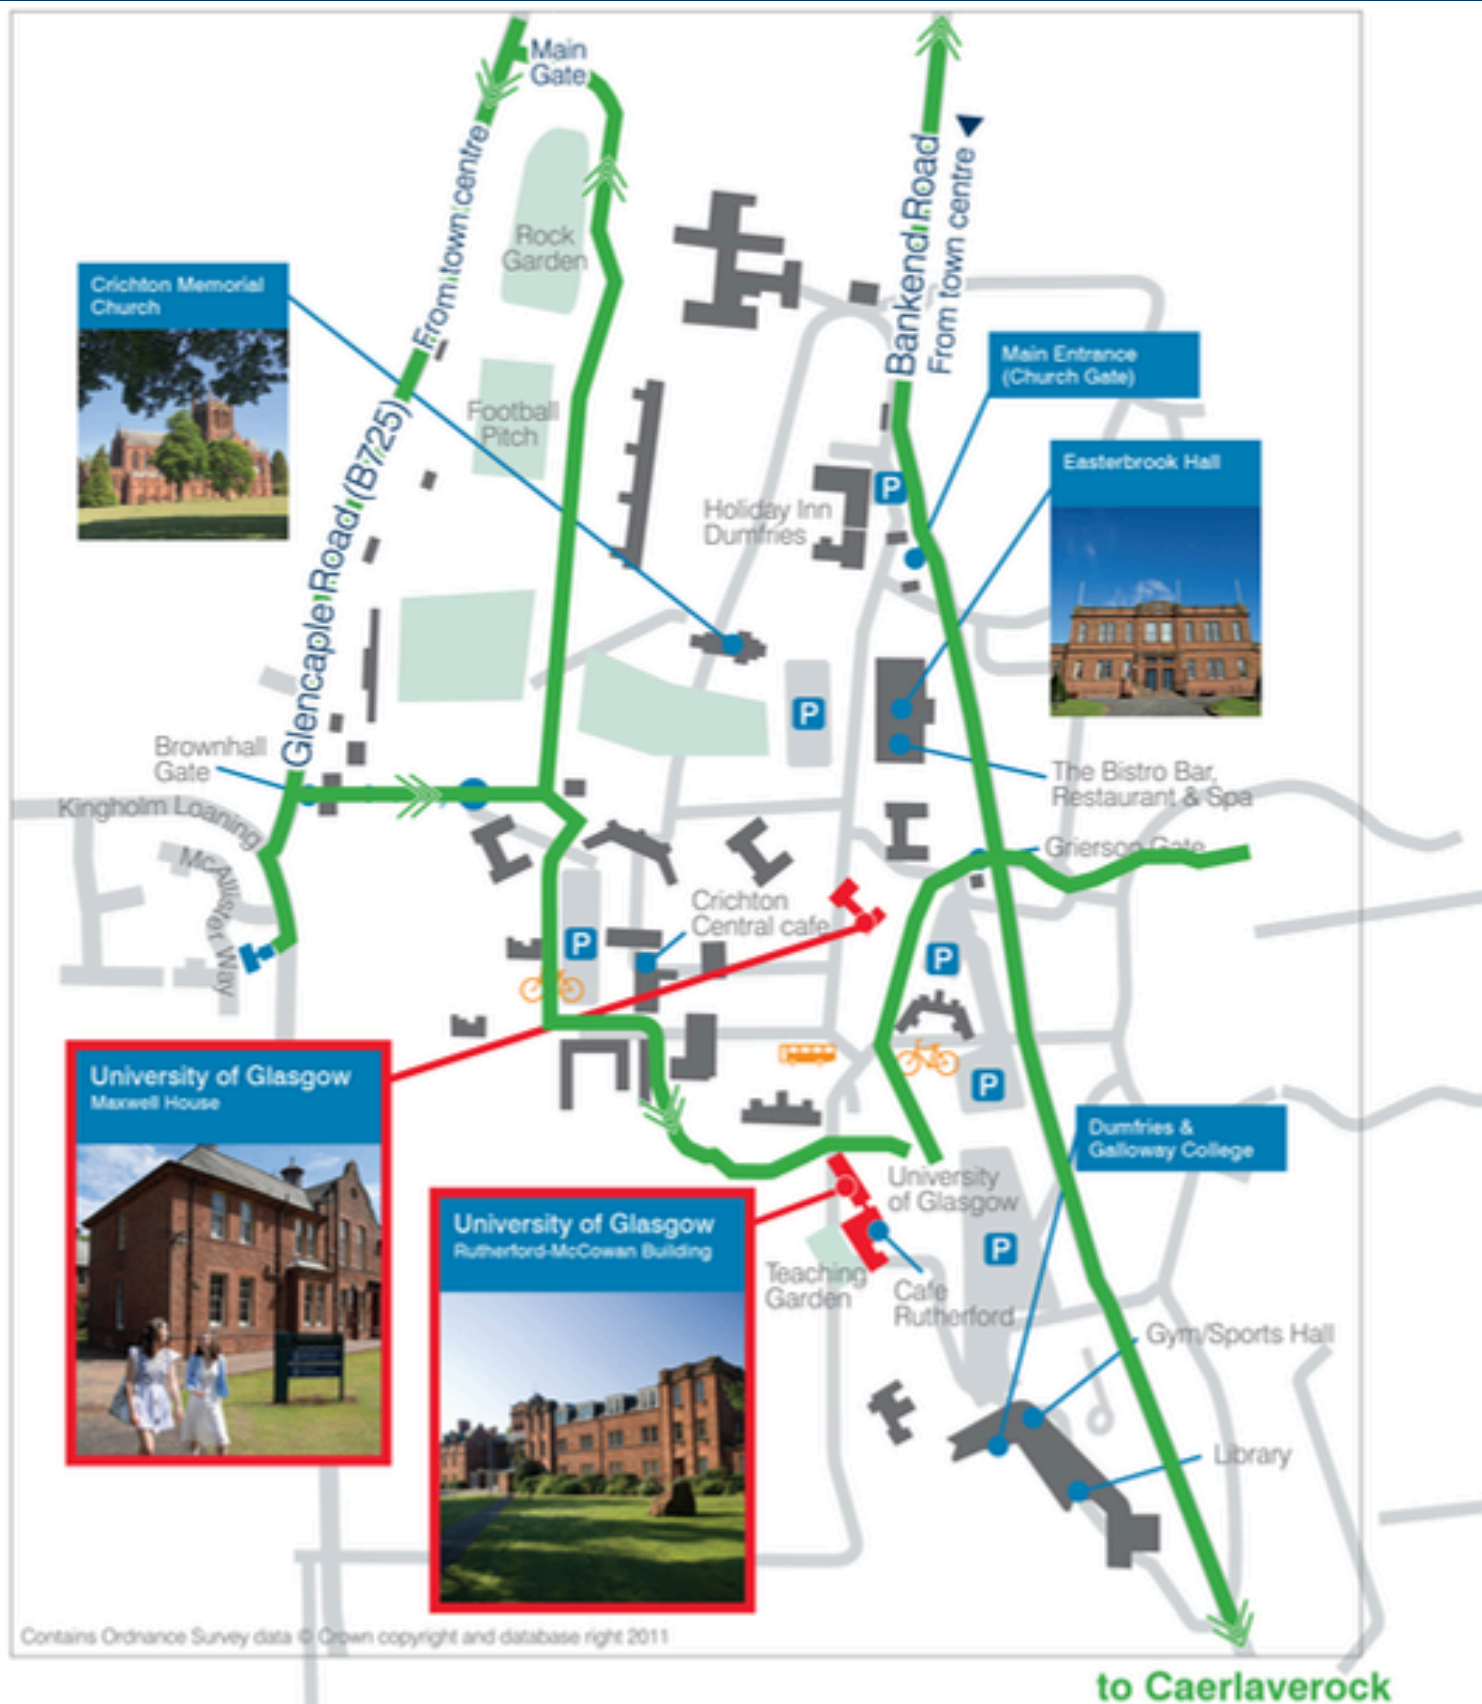 Main
Gate
From town centre
Bankend Road
From town centre
Rock
Garden
Crichton Memorial
Church
Main Entrance
(Church Gate)
Football
Pitch
Glencaple Road (B725)
Easterbrook Hall
Holiday Inn
Dumfries
P
P
Brownhall
Gate
The Bistro Bar,
Restaurant & Spa
Kingholm Loaning
Grierson Gate
McAllister Way
Crichton
Central cafe
P
P
University of Glasgow
Maxwell House
P
Dumfries &
Galloway College
University
of Glasgow
University of Glasgow
Rutherford-McCowan Building
P
Teaching
Garden
Cafe
Rutherford
Gym/Sports Hall
Library
Contains Ordnance Survey data © Crown copyright and database right 2011
to Caerlaverock